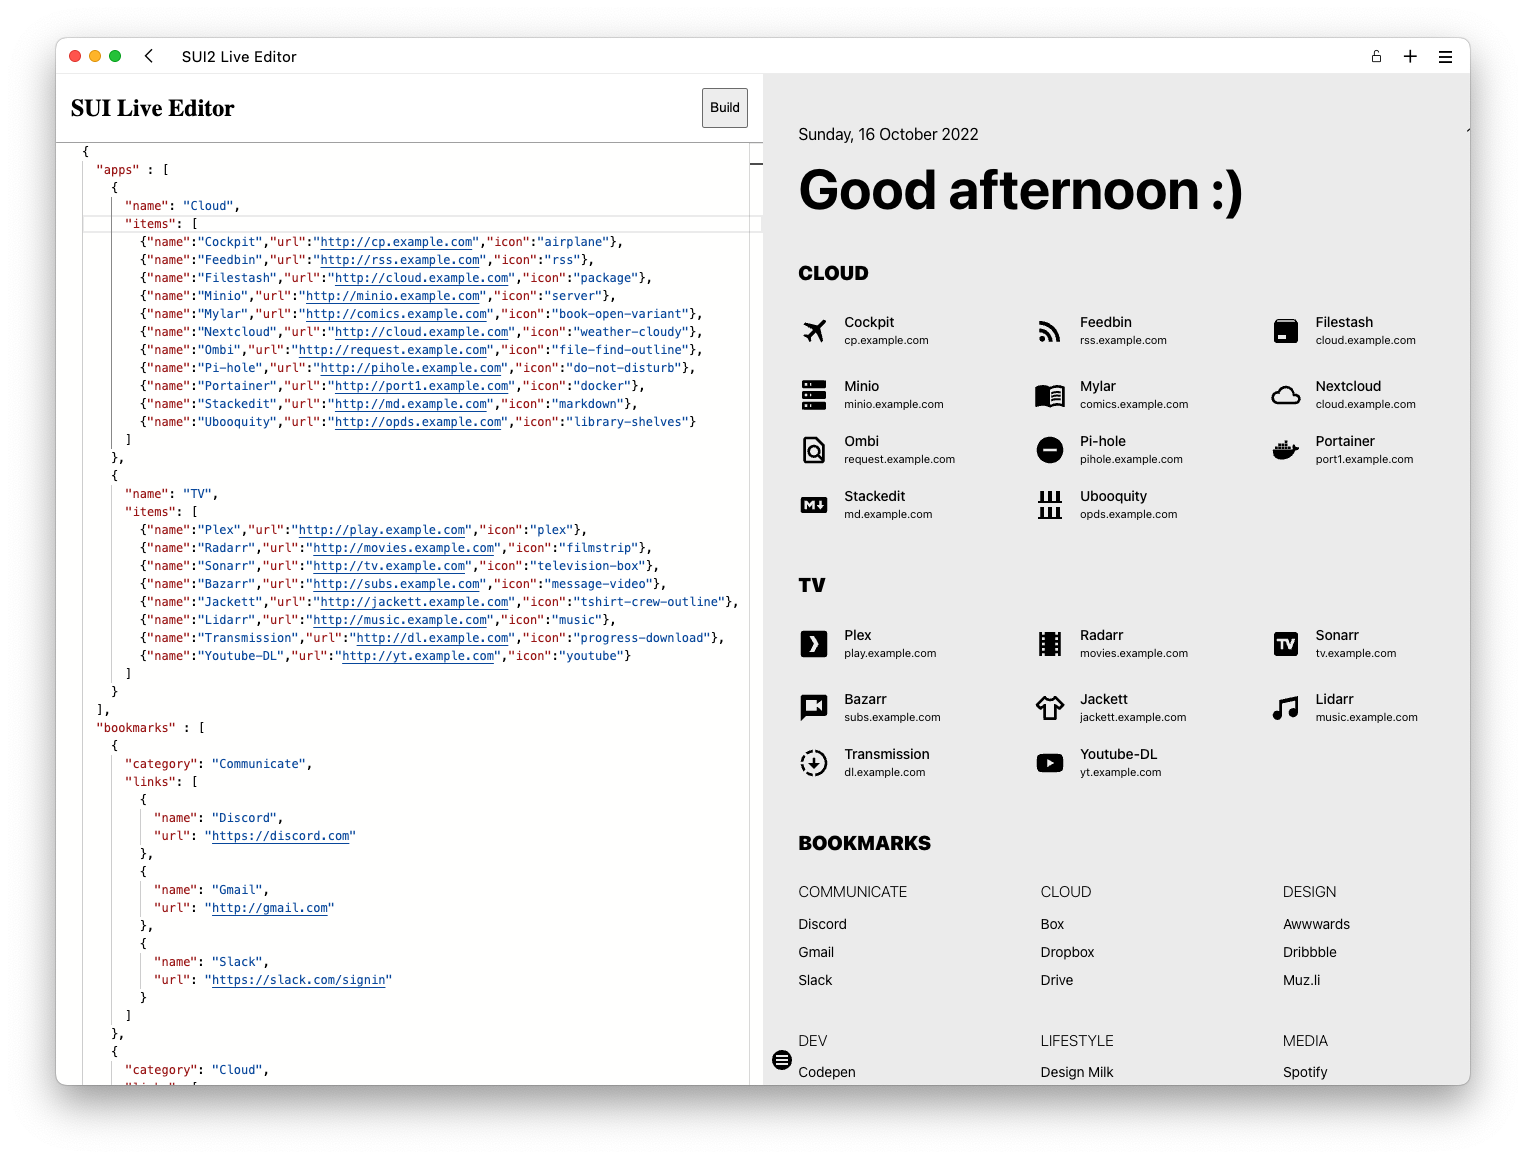 SUI2 Live Editor
SUI Live Editor
Build
{
"apps" : [
{
"name": "Cloud",
"items": [
{"name":"Cockpit","url":"http://cp.example.com","icon":"airplane"},
{"name":"Feedbin","url":"http://rss.example.com","icon":"rss"},
{"name":"Filestash","url":"http://cloud.example.com","icon":"package"},
{"name":"Minio","url":"http://minio.example.com","icon":"server"},
{"name":"Mylar","url":"http://comics.example.com","icon":"book-open-variant"},
{"name":"Nextcloud","url":"http://cloud.example.com","icon":"weather-cloudy"},
{"name":"Ombi","url":"http://request.example.com","icon":"file-find-outline"},
{"name":"Pi-hole","url":"http://pihole.example.com","icon":"do-not-disturb"},
{"name":"Portainer","url":"http://port1.example.com","icon":"docker"},
{"name":"Stackedit","url":"http://md.example.com","icon":"markdown"},
{"name":"Ubooquity","url":"http://opds.example.com","icon":"library-shelves"}
]
},
{
"name": "TV",
"items": [
{"name":"Plex","url":"http://play.example.com","icon":"plex"},
{"name":"Radarr","url":"http://movies.example.com","icon":"filmstrip"},
{"name":"Sonarr","url":"http://tv.example.com","icon":"television-box"},
{"name":"Bazarr","url":"http://subs.example.com","icon":"message-video"},
{"name":"Jackett","url":"http://jackett.example.com","icon":"tshirt-crew-outline"},
{"name":"Lidarr","url":"http://music.example.com","icon":"music"},
{"name":"Transmission","url":"http://dl.example.com","icon":"progress-download"},
{"name":"Youtube-DL","url":"http://yt.example.com","icon":"youtube"}
]
}
],
"bookmarks" : [
{
"category": "Communicate",
"links": [
{
"name": "Discord",
"url": "https://discord.com"
},
{
"name": "Gmail",
"url": "http://gmail.com"
},
{
"name": "Slack",
"url": "https://slack.com/signin"
}
]
},
{
"category": "Cloud",
Sunday, 16 October 2022
Good afternoon :)
CLOUD
Cockpit
cp.example.com
Feedbin
rss.example.com
Filestash
cloud.example.com
Minio
minio.example.com
Mylar
comics.example.com
Nextcloud
cloud.example.com
Ombi
request.example.com
Pi-hole
pihole.example.com
Portainer
port1.example.com
M
Stackedit
md.example.com
Ubooquity
opds.example.com
TV
Plex
play.example.com
Radarr
movies.example.com
TV
Sonarr
tv.example.com
Bazarr
subs.example.com
Jackett
jackett.example.com
Lidarr
music.example.com
Transmission
dl.example.com
Youtube-DL
yt.example.com
BOOKMARKS
COMMUNICATE
Discord
Gmail
Slack
CLOUD
Box
Dropbox
Drive
DESIGN
Awwwards
Dribbble
Muz.li
DEV
Codepen
LIFESTYLE
Design Milk
MEDIA
Spotify